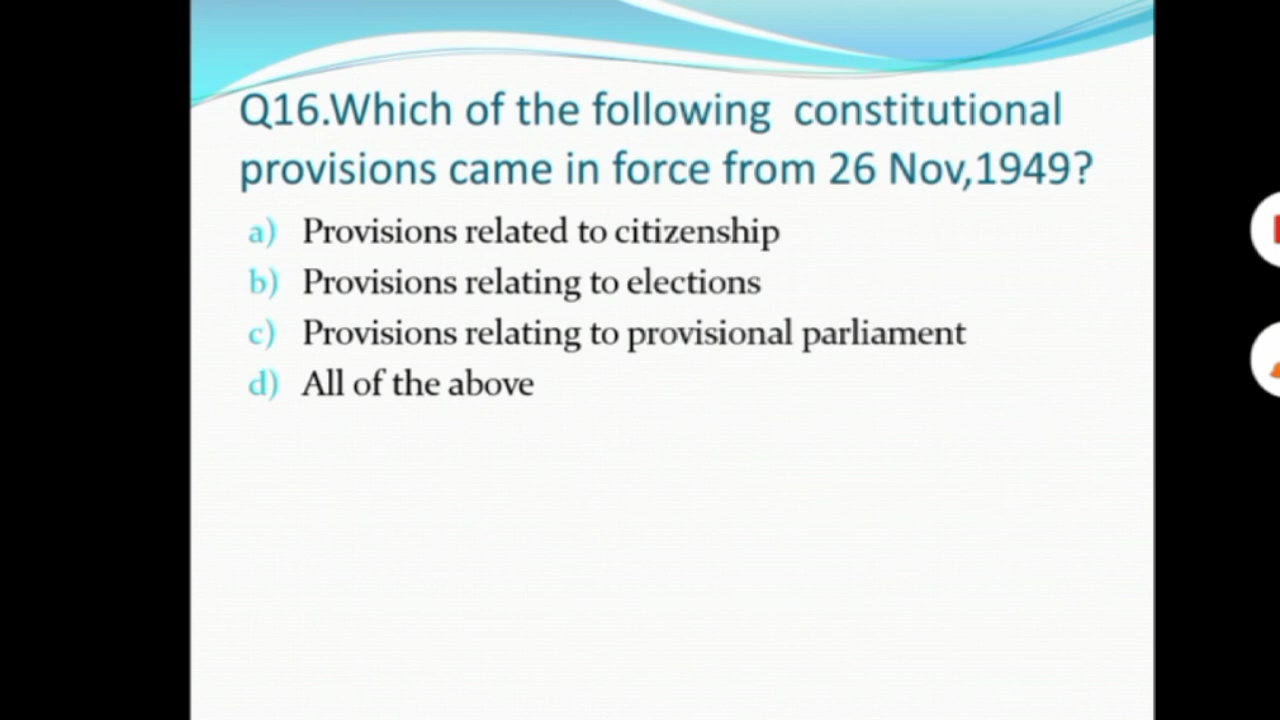 Q16.Which of the following constitutional
provisions came in force from 26 Nov,1949?
a) Provisions related to citizenship
b) Provisions relating to elections
c) Provisions relating to provisional parliament
d) All of the above